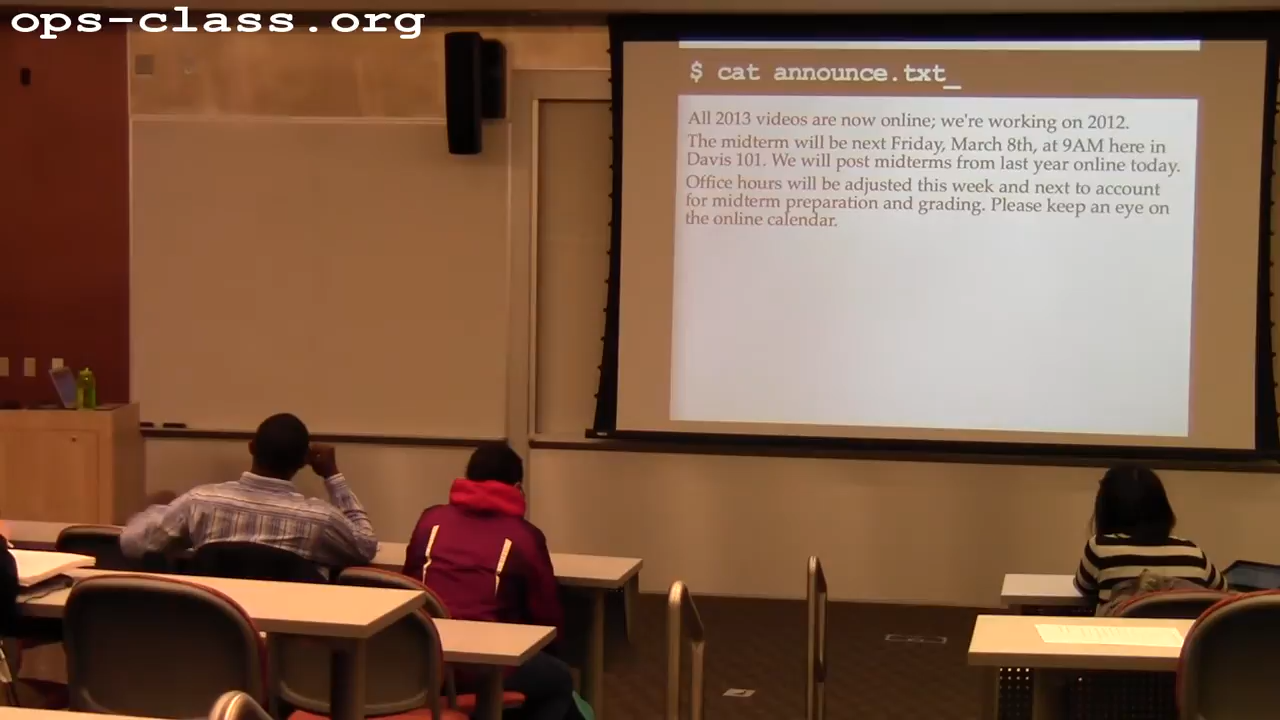 ops-class.org
$ cat announce.txt_
All 2013 videos are now online; we're working on 2012.
The midterm will be next Friday, March 8th, at 9AM here in
Davis 101. We will post midterms from last year online today.
Office hours will be adjusted this week and next to account
for midterm preparation and grading. Please keep an eye on
the online calendar.